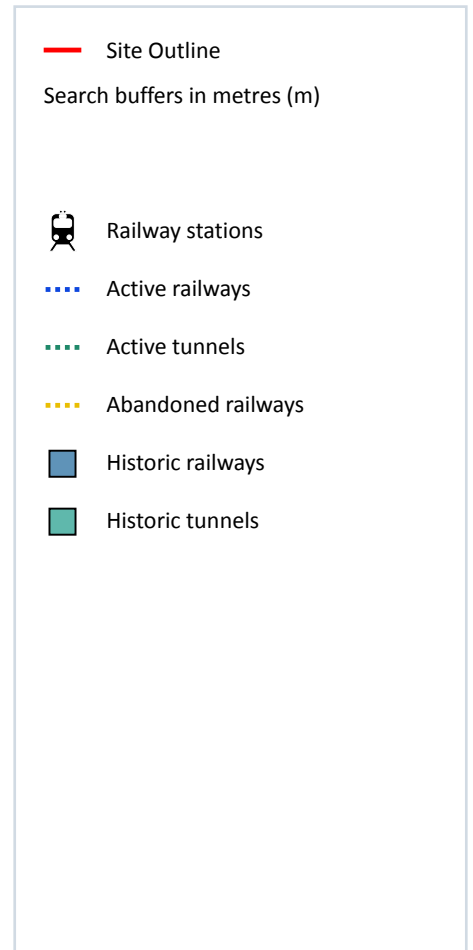 Site Outline
Search buffers in metres (m)
Railway stations
Active railways
Active tunnels
Abandoned railways
Historic railways
Historic tunnels